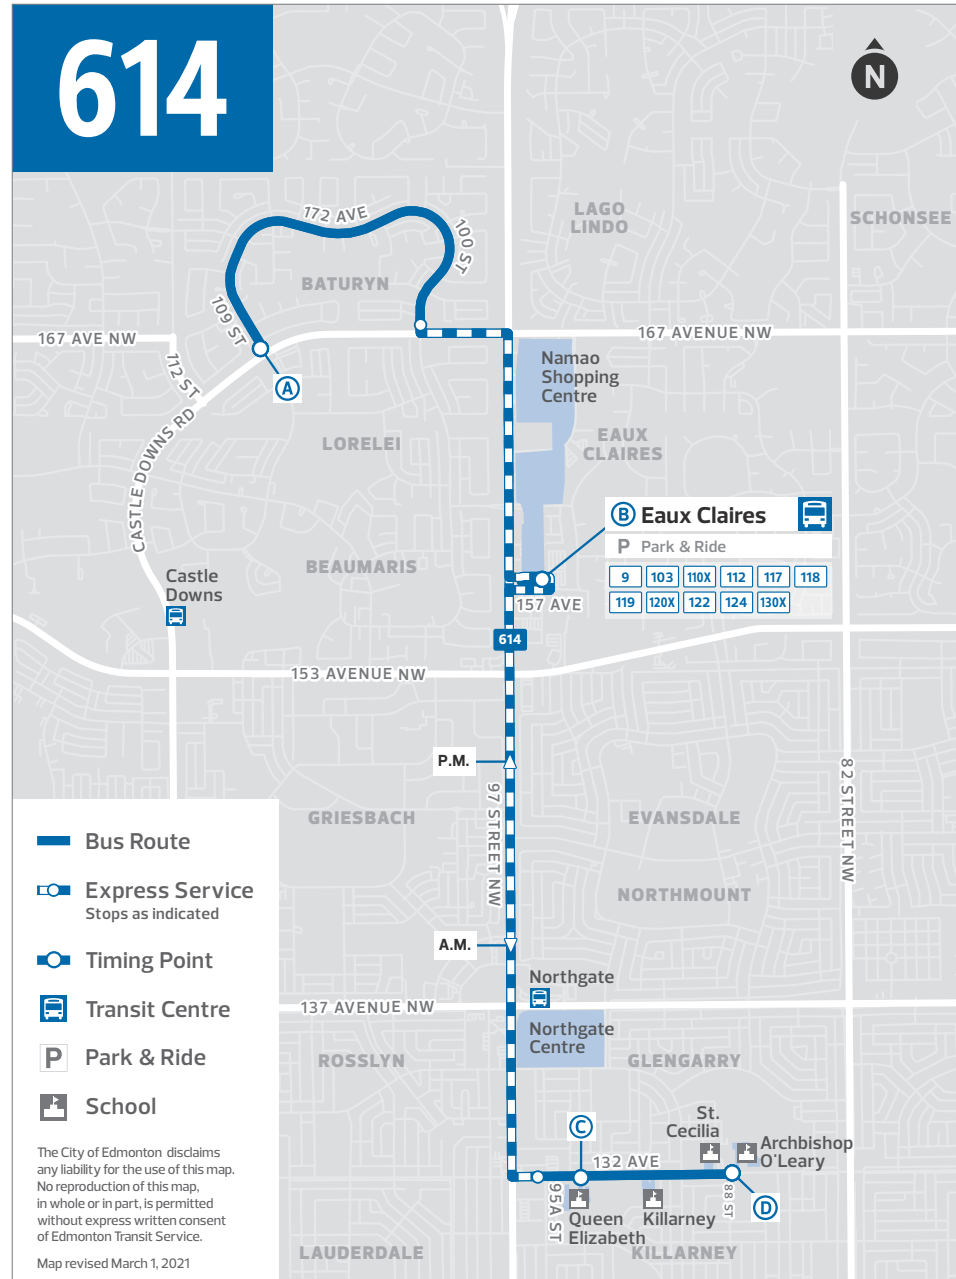 614
N
172 AVE
100 ST
LAGO
LINDO
SCHONSEE
BATURYN
109 ST
167 AVE NW
167 AVENUE NW
112 ST
A
Namao
Shopping
Centre
CASTLE DOWNS RD
LORELEI
EAUX
CLAIRES
B Eaux Claires
P Park & Ride
9 103 110X 112 117 118
119 120X 122 124 130X
BEAUMARIS
Castle
Downs
157 AVE
614
153 AVENUE NW
P.M.
97 STREET NW
82 STREET NW
GRIESBACH
EVANSDALE
NORTHMOUNT
A.M.
Northgate
137 AVENUE NW
Northgate
Centre
ROSSLYN
GLENGARRY
St.
Cecilia
C
132 AVE
Archbishop
O'Leary
95A ST
88 ST
D
Queen
Elizabeth
Killarney
LAUDERDALE
KILLARNEY
Bus Route
Express Service
Stops as indicated
Timing Point
Transit Centre
P Park & Ride
School
The City of Edmonton disclaims
any liability for the use of this map.
No reproduction of this map,
in whole or in part, is permitted
without express written consent
of Edmonton Transit Service.
Map revised March 1, 2021